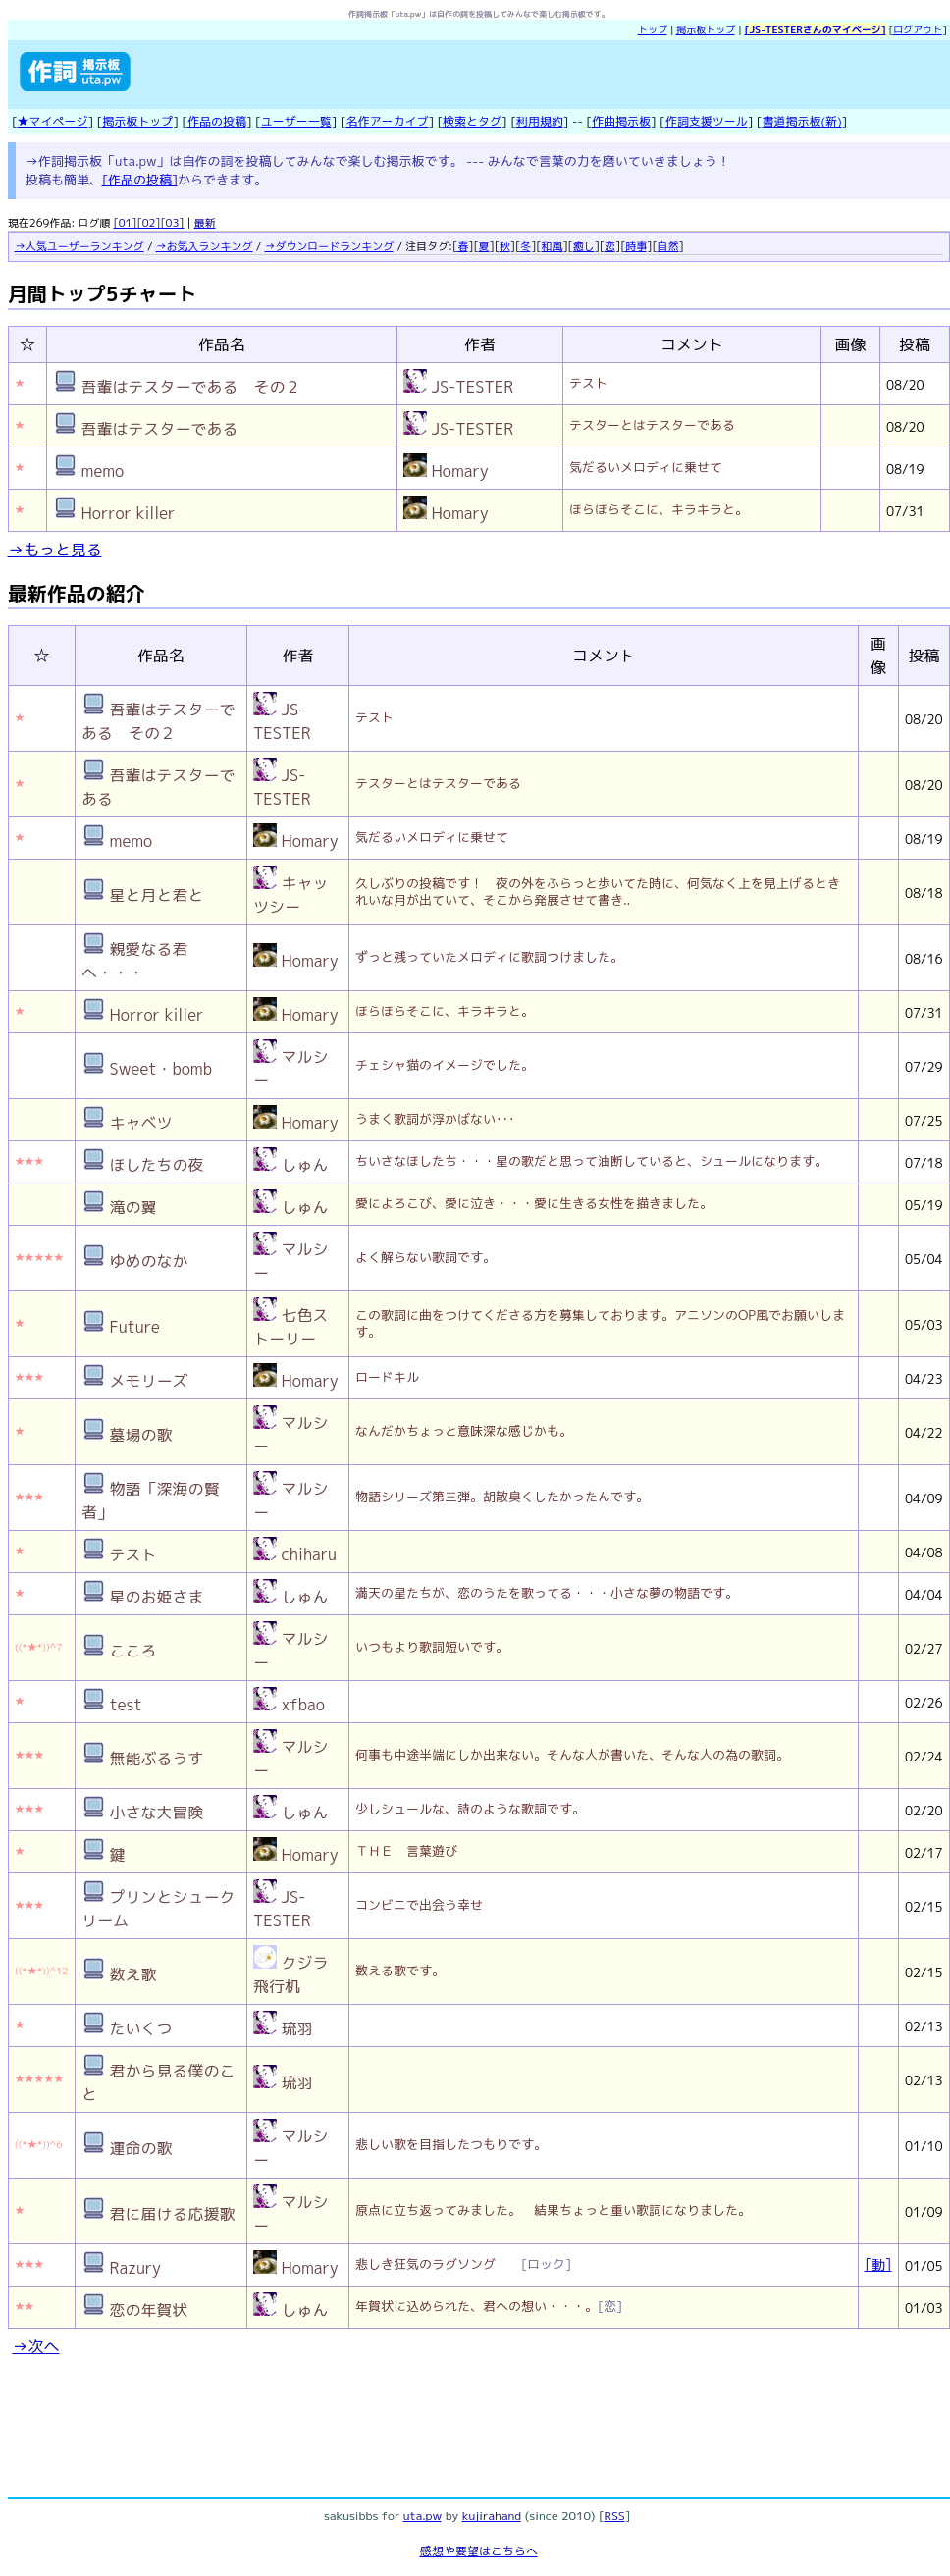 作詞掲示板「uta.pw」は自作の詞を投稿してみんなで楽しむ掲示板です。
トップ | 掲示板トップ | [JS-TESTERさんのマイページ] [ログアウト]
作詞 掲示板 uta.pw
[★マイページ] [掲示板トップ] [作品の投稿] [ユーザー一覧] [名作アーカイブ] [検索とタグ] [利用規約] -- [作曲掲示板] [作詞支援ツール] [書道掲示板(新)]
→作詞掲示板「uta.pw」は自作の詞を投稿してみんなで楽しむ掲示板です。 --- みんなで言葉の力を磨いていきましょう！
投稿も簡単、[作品の投稿]からできます。
現在269作品: ログ順 [01][02][03] | 最新
→人気ユーザーランキング / →お気入ランキング / →ダウンロードランキング / 注目タグ:[春][夏][秋][冬][和風][癒し][恋][時事][自然]
月間トップ5チャート
☆ 作品名 作者 コメント 画像 投稿
★ 吾輩はテスターである　その２ JS-TESTER テスト 08/20
★ 吾輩はテスターである JS-TESTER テスターとはテスターである 08/20
★ memo Homary 気だるいメロディに乗せて 08/19
★ Horror killer Homary ほらほらそこに、キラキラと。 07/31
→もっと見る
最新作品の紹介
☆ 作品名 作者 コメント 画像 投稿
★ 吾輩はテスターである　その２ JS-TESTER テスト 08/20
★ 吾輩はテスターである JS-TESTER テスターとはテスターである 08/20
★ memo Homary 気だるいメロディに乗せて 08/19
星と月と君と キャッツシー 久しぶりの投稿です！　夜の外をふらっと歩いてた時に、何気なく上を見上げるときれいな月が出ていて、そこから発展させて書き.. 08/18
親愛なる君へ・・・ Homary ずっと残っていたメロディに歌詞つけました。 08/16
★ Horror killer Homary ほらほらそこに、キラキラと。 07/31
Sweet・bomb マルシー チェシャ猫のイメージでした。 07/29
キャベツ Homary うまく歌詞が浮かばない･･･ 07/25
★★★ ほしたちの夜 しゅん ちいさなほしたち・・・星の歌だと思って油断していると、シュールになります。 07/18
滝の翼 しゅん 愛によろこび、愛に泣き・・・愛に生きる女性を描きました。 05/19
★★★★★ ゆめのなか マルシー よく解らない歌詞です。 05/04
★ Future 七色ストーリー この歌詞に曲をつけてくださる方を募集しております。アニソンのOP風でお願いします。 05/03
★★★ メモリーズ Homary ロードキル 04/23
★ 墓場の歌 マルシー なんだかちょっと意味深な感じかも。 04/22
★★★ 物語「深海の賢者」 マルシー 物語シリーズ第三弾。胡散臭くしたかったんです。 04/09
★ テスト chiharu 04/08
★ 星のお姫さま しゅん 満天の星たちが、恋のうたを歌ってる・・・小さな夢の物語です。 04/04
((*★*))^7 こころ マルシー いつもより歌詞短いです。 02/27
★ test xfbao 02/26
★★★ 無能ぶるうす マルシー 何事も中途半端にしか出来ない。そんな人が書いた、そんな人の為の歌詞。 02/24
★★★ 小さな大冒険 しゅん 少しシュールな、詩のような歌詞です。 02/20
★ 鍵 Homary ＴＨＥ　言葉遊び 02/17
★★★ プリンとシュークリーム JS-TESTER コンビニで出会う幸せ 02/15
((*★*))^12 数え歌 クジラ飛行机 数える歌です。 02/15
★ たいくつ 琉羽 02/13
★★★★★ 君から見る僕のこと 琉羽 02/13
((*★*))^6 運命の歌 マルシー 悲しい歌を目指したつもりです。 01/10
★ 君に届ける応援歌 マルシー 原点に立ち返ってみました。　結果ちょっと重い歌詞になりました。 01/09
★★★ Razury Homary 悲しき狂気のラグソング　　[ロック] [動] 01/05
★★ 恋の年賀状 しゅん 年賀状に込められた、君への想い・・・。[恋] 01/03
→次へ
sakusibbs for uta.pw by kujirahand (since 2010) [RSS]
感想や要望はこちらへ